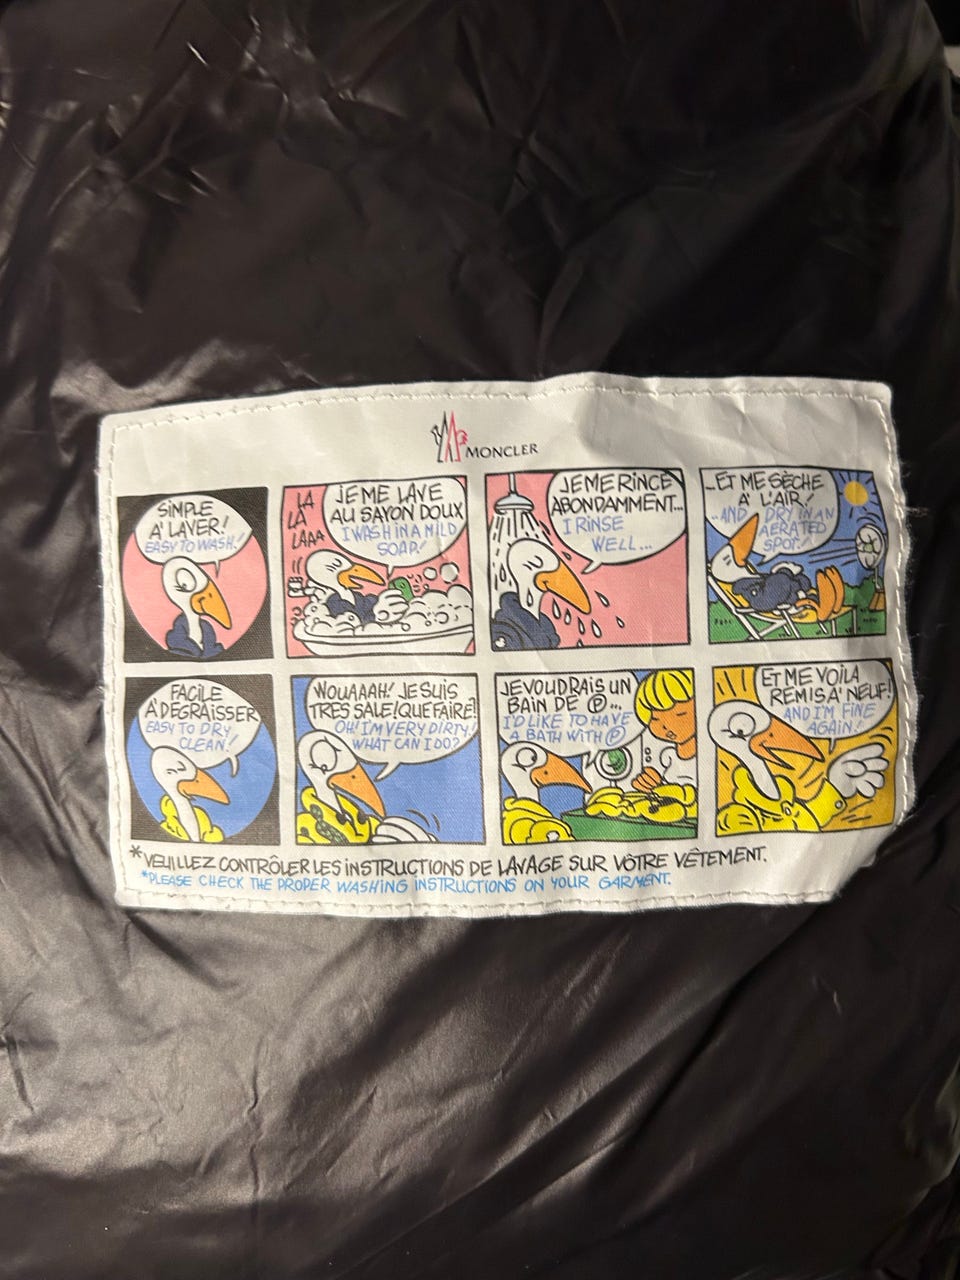 MONCLER
SIMPLE
A' LAVER!
EASY TO WASH!
LA
LA
LAAA
JE ME LAVE
AU SAYON DOUX
I WASH IN A MILD
SOAP!
JE ME RINCE
ABONDAMMENT...
I RINSE
WELL...
...ET ME SÈCHE
A' L'AIR!
...AND DRY IN AN
AERATED
SPOT!
FACILE
A' DEGRAISSER
EASY TO DRY
CLEAN!
WOUAAAH! JE SUIS
TRES SALE! QUE FAIRE!
OH! I'M VERY DIRTY!
WHAT CAN I DO?
JE VOUDRAIS UN
BAIN DE Ⓟ...
I'D LIKE TO HAVE
A BATH WITH Ⓟ
ET ME VOILA
REMIS A' NEUF!
AND I'M FINE
AGAIN!
*VEUILLEZ CONTRÔLER LES INSTRUCTIONS DE LAVAGE SUR VÔTRE VÊTEMENT.
*PLEASE CHECK THE PROPER WASHING INSTRUCTIONS ON YOUR GARMENT.